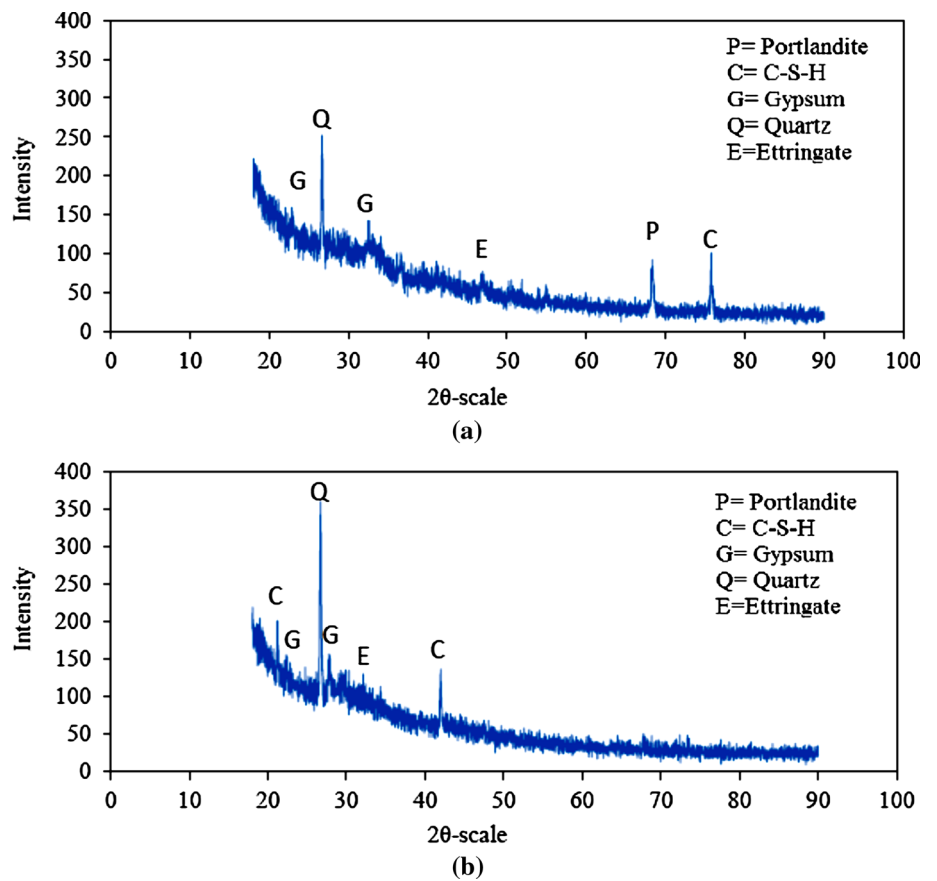 400
350
300
250
200
150
100
50
0
Intensity
P= Portlandite
C= C-S-H
G= Gypsum
Q= Quartz
E=Ettringate
G
Q
G
E
P
C
0 10 20 30 40 50 60 70 80 90 100
2θ-scale
(a)
400
350
300
250
200
150
100
50
0
Intensity
P= Portlandite
C= C-S-H
G= Gypsum
Q= Quartz
E=Ettringate
C
G
Q
G
E
C
0 10 20 30 40 50 60 70 80 90 100
2θ-scale
(b)